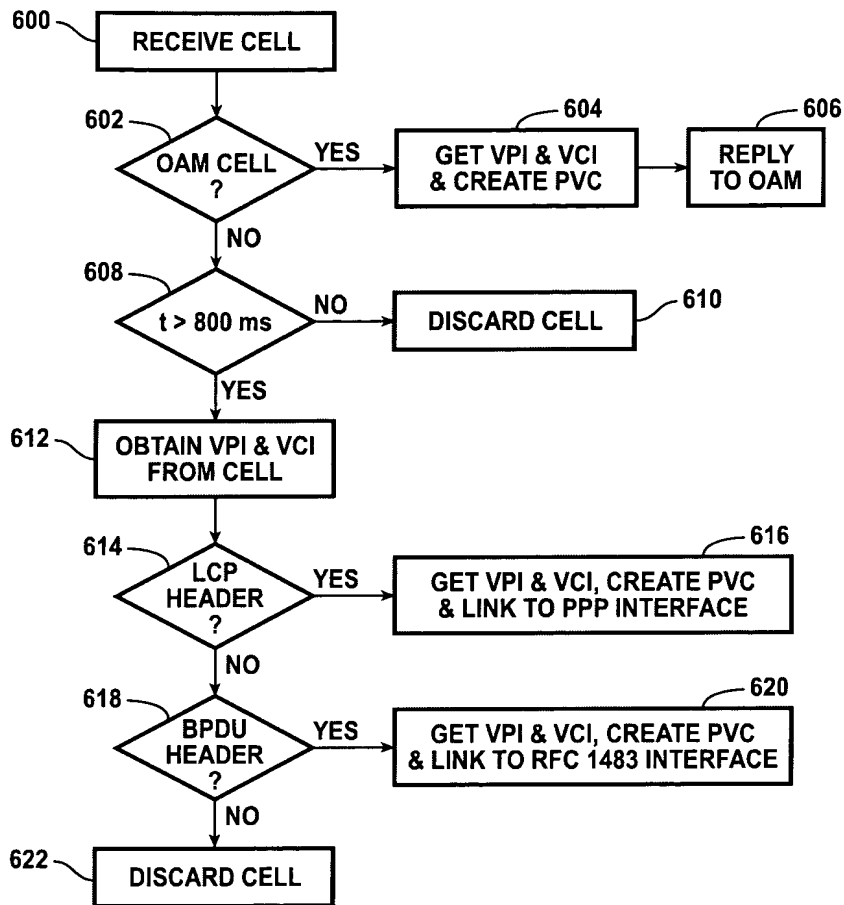 600
RECEIVE CELL
602
OAM CELL
?
YES
604
GET VPI & VCI
& CREATE PVC
606
REPLY
TO OAM
NO
608
t > 800 ms
NO
610
DISCARD CELL
YES
612
OBTAIN VPI & VCI
FROM CELL
614
LCP
HEADER
?
YES
616
GET VPI & VCI, CREATE PVC
& LINK TO PPP INTERFACE
NO
618
BPDU
HEADER
?
YES
620
GET VPI & VCI, CREATE PVC
& LINK TO RFC 1483 INTERFACE
NO
622
DISCARD CELL